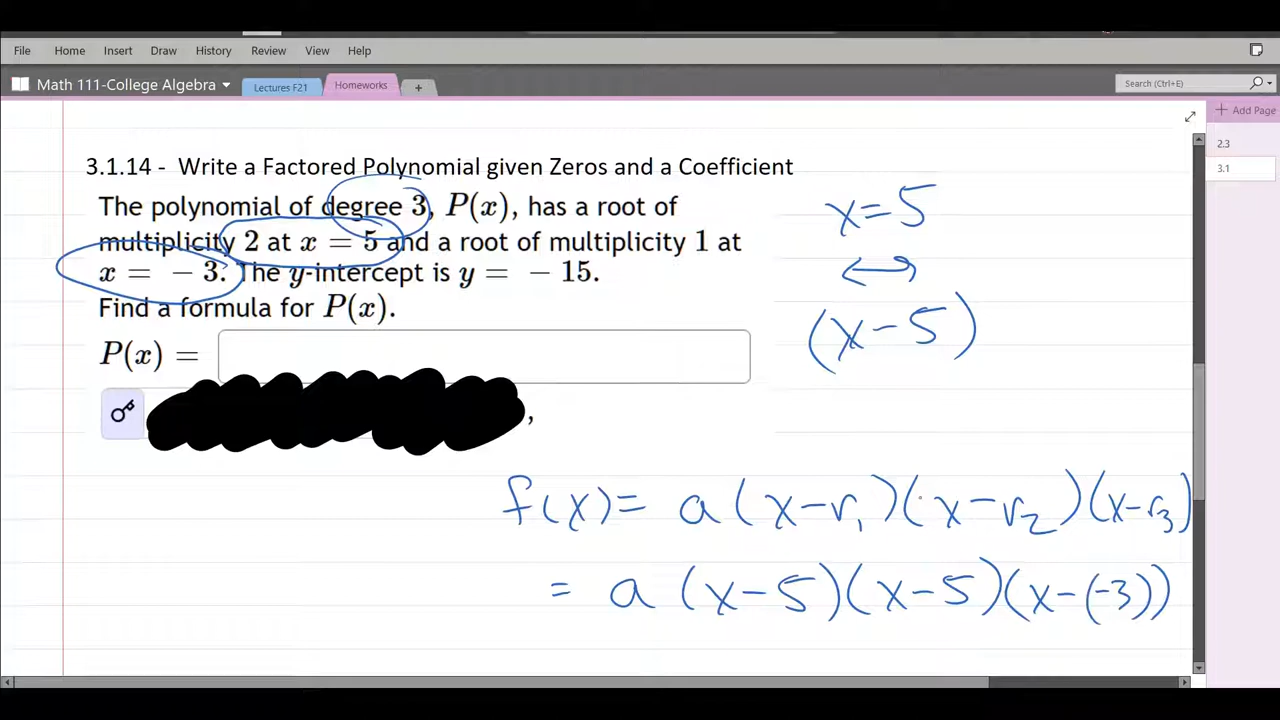 File Home Insert Draw History Review View Help
Math 111-College Algebra Lectures F21 Homeworks + Search (Ctrl+E)
+ Add Page
2.3
3.1
3.1.14 - Write a Factored Polynomial given Zeros and a Coefficient
The polynomial of degree 3, P(x), has a root of
multiplicity 2 at x = 5 and a root of multiplicity 1 at
x = − 3. The y-intercept is y = − 15.
Find a formula for P(x).
P(x) =
,
x=5
(x−5)
f(x)= a(x−r₁)(x−r₂)(x−r₃)
= a(x−5)(x−5)(x−(−3))